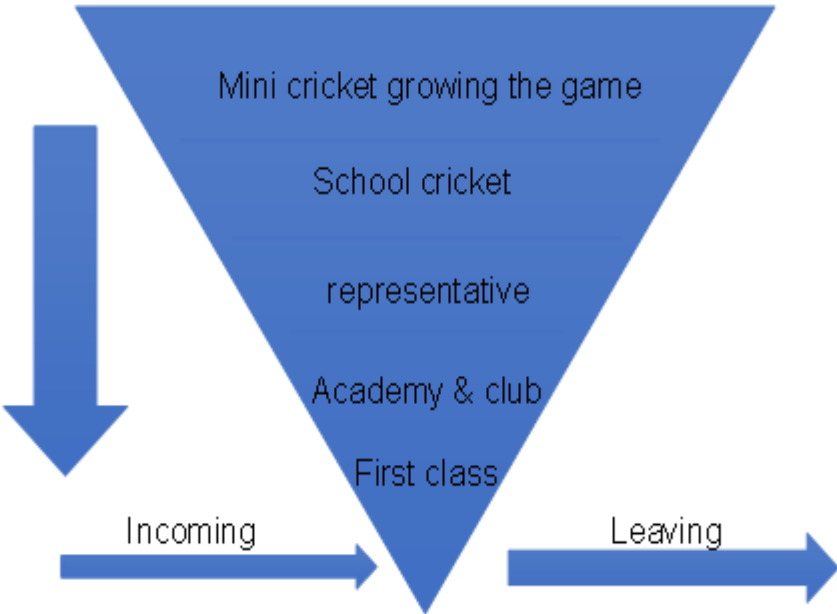 Mini cricket growing the game
School cricket
representative
Academy & club
First class
Incoming
Leaving